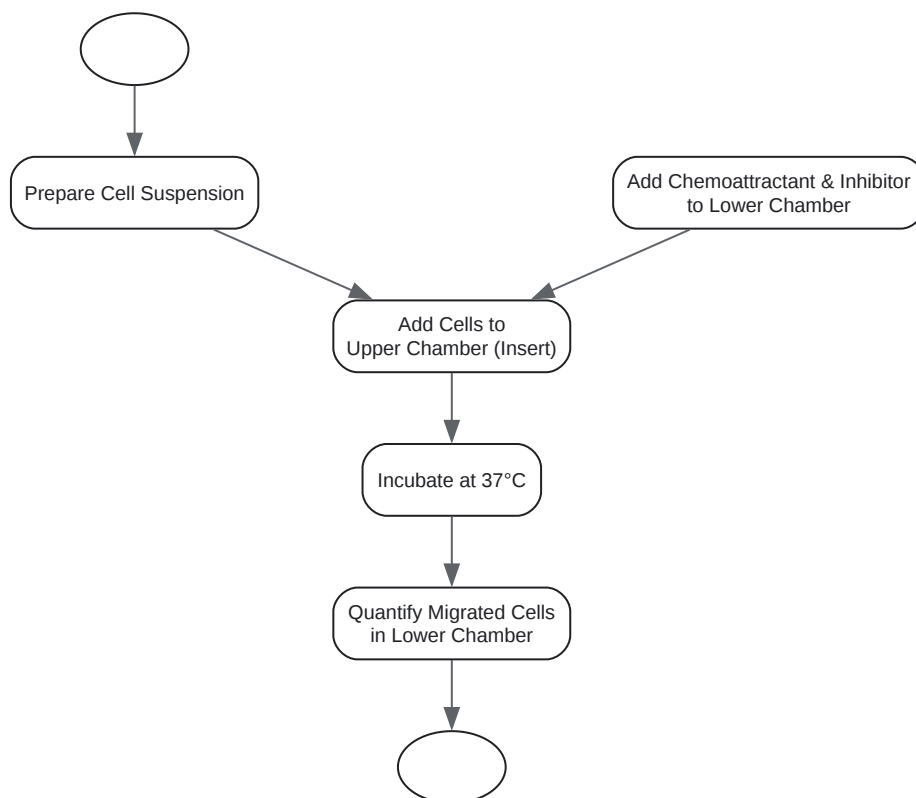 Prepare Cell Suspension
Add Chemoattractant & Inhibitor
to Lower Chamber
Add Cells to
Upper Chamber (Insert)
Incubate at 37°C
Quantify Migrated Cells
in Lower Chamber